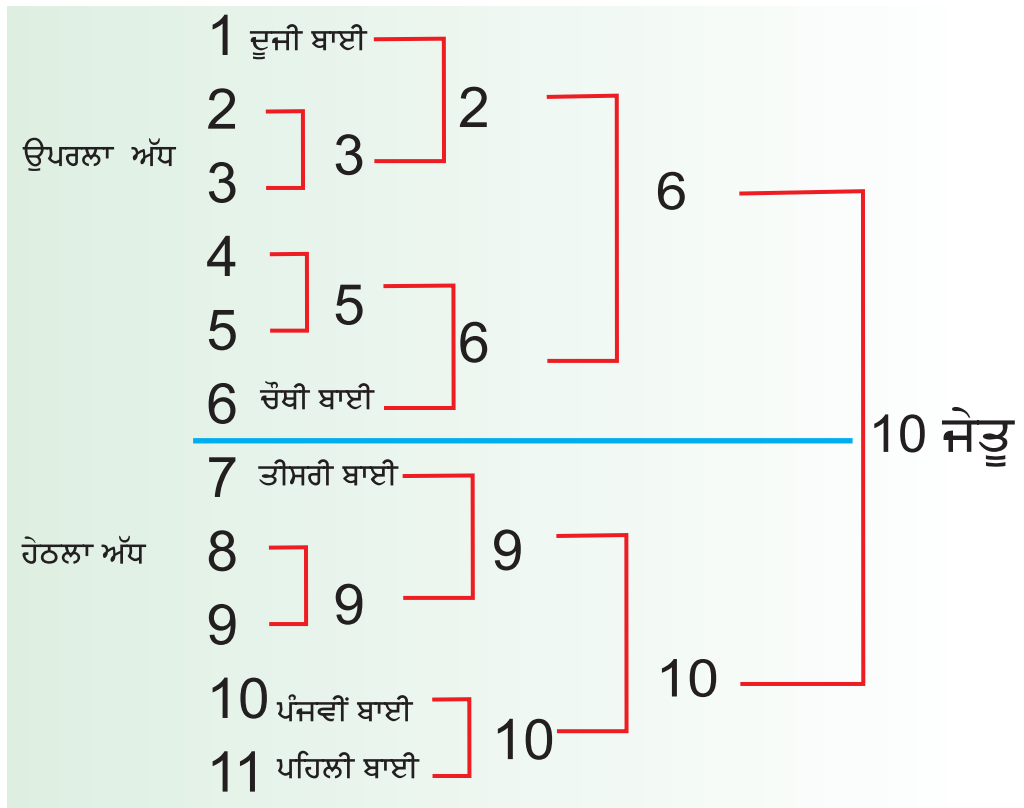 1 ਦੂਜੀ ਬਾਈ
2
2
3
ਉਪਰਲਾ ਅੱਧ
3
6
4
5
5
6
6 ਚੌਥੀ ਬਾਈ
10 ਜੇਤੂ
7 ਤੀਸਰੀ ਬਾਈ
8
9
ਹੇਠਲਾ ਅੱਧ
9
9
10
10 ਪੰਜਵੀਂ ਬਾਈ
10
11 ਪਹਿਲੀ ਬਾਈ